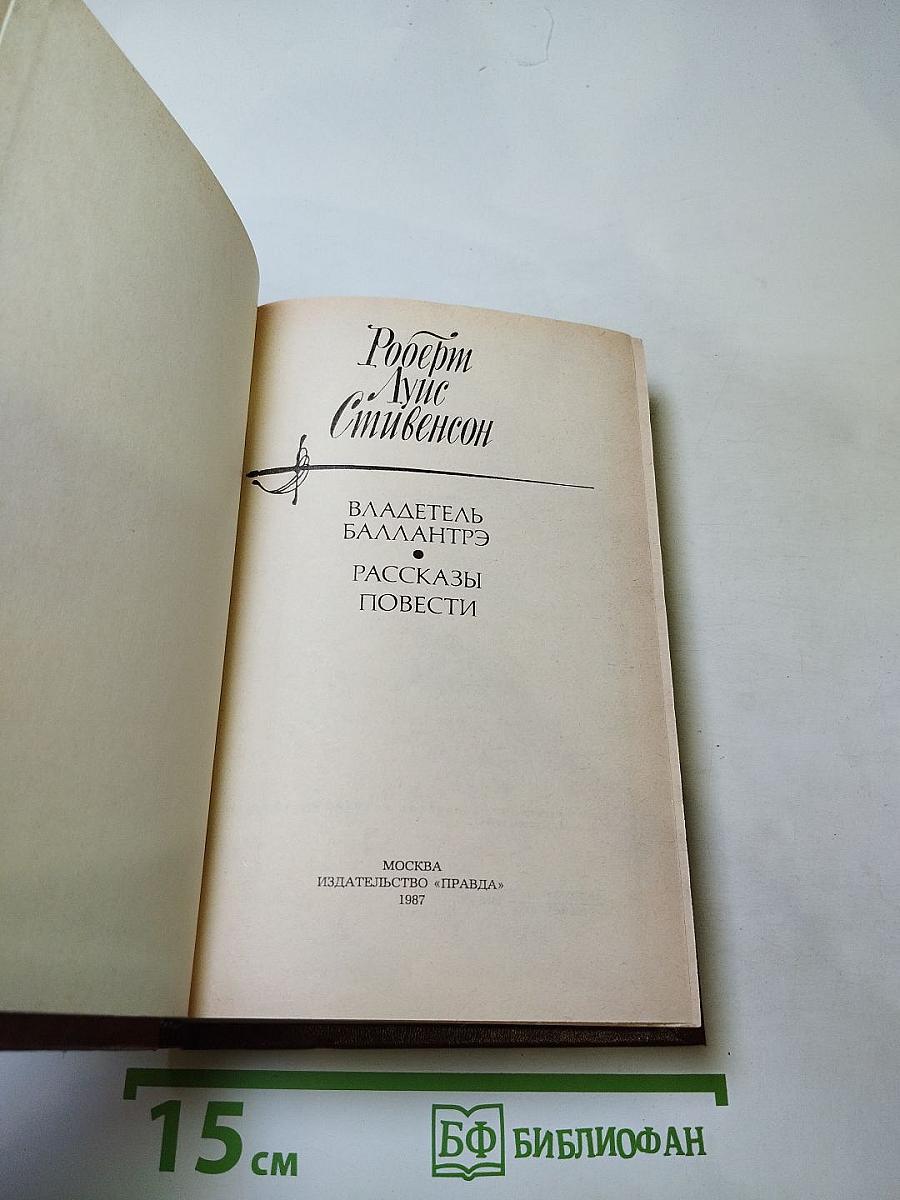 Роберт
Луис
Стивенсон
ВЛАДЕТЕЛЬ
БАЛЛАНТРЭ
•
РАССКАЗЫ
ПОВЕСТИ
МОСКВА
ИЗДАТЕЛЬСТВО «ПРАВДА»
1987
15 см
БФ БИБЛИОФАН